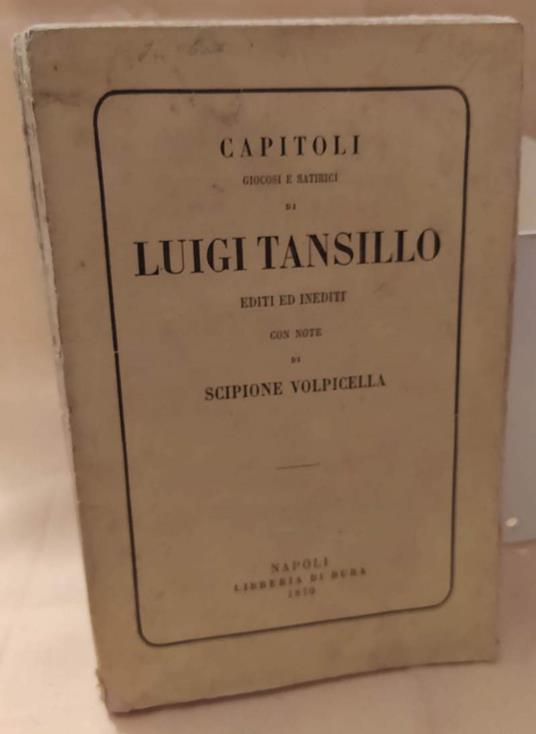 CAPITOLI
GIOCOSI E SATIRICI
DI
LUIGI TANSILLO
EDITI ED INEDITI
CON NOTE
DI
SCIPIONE VOLPICELLA
NAPOLI
LIBRERIA DI DURA
1870